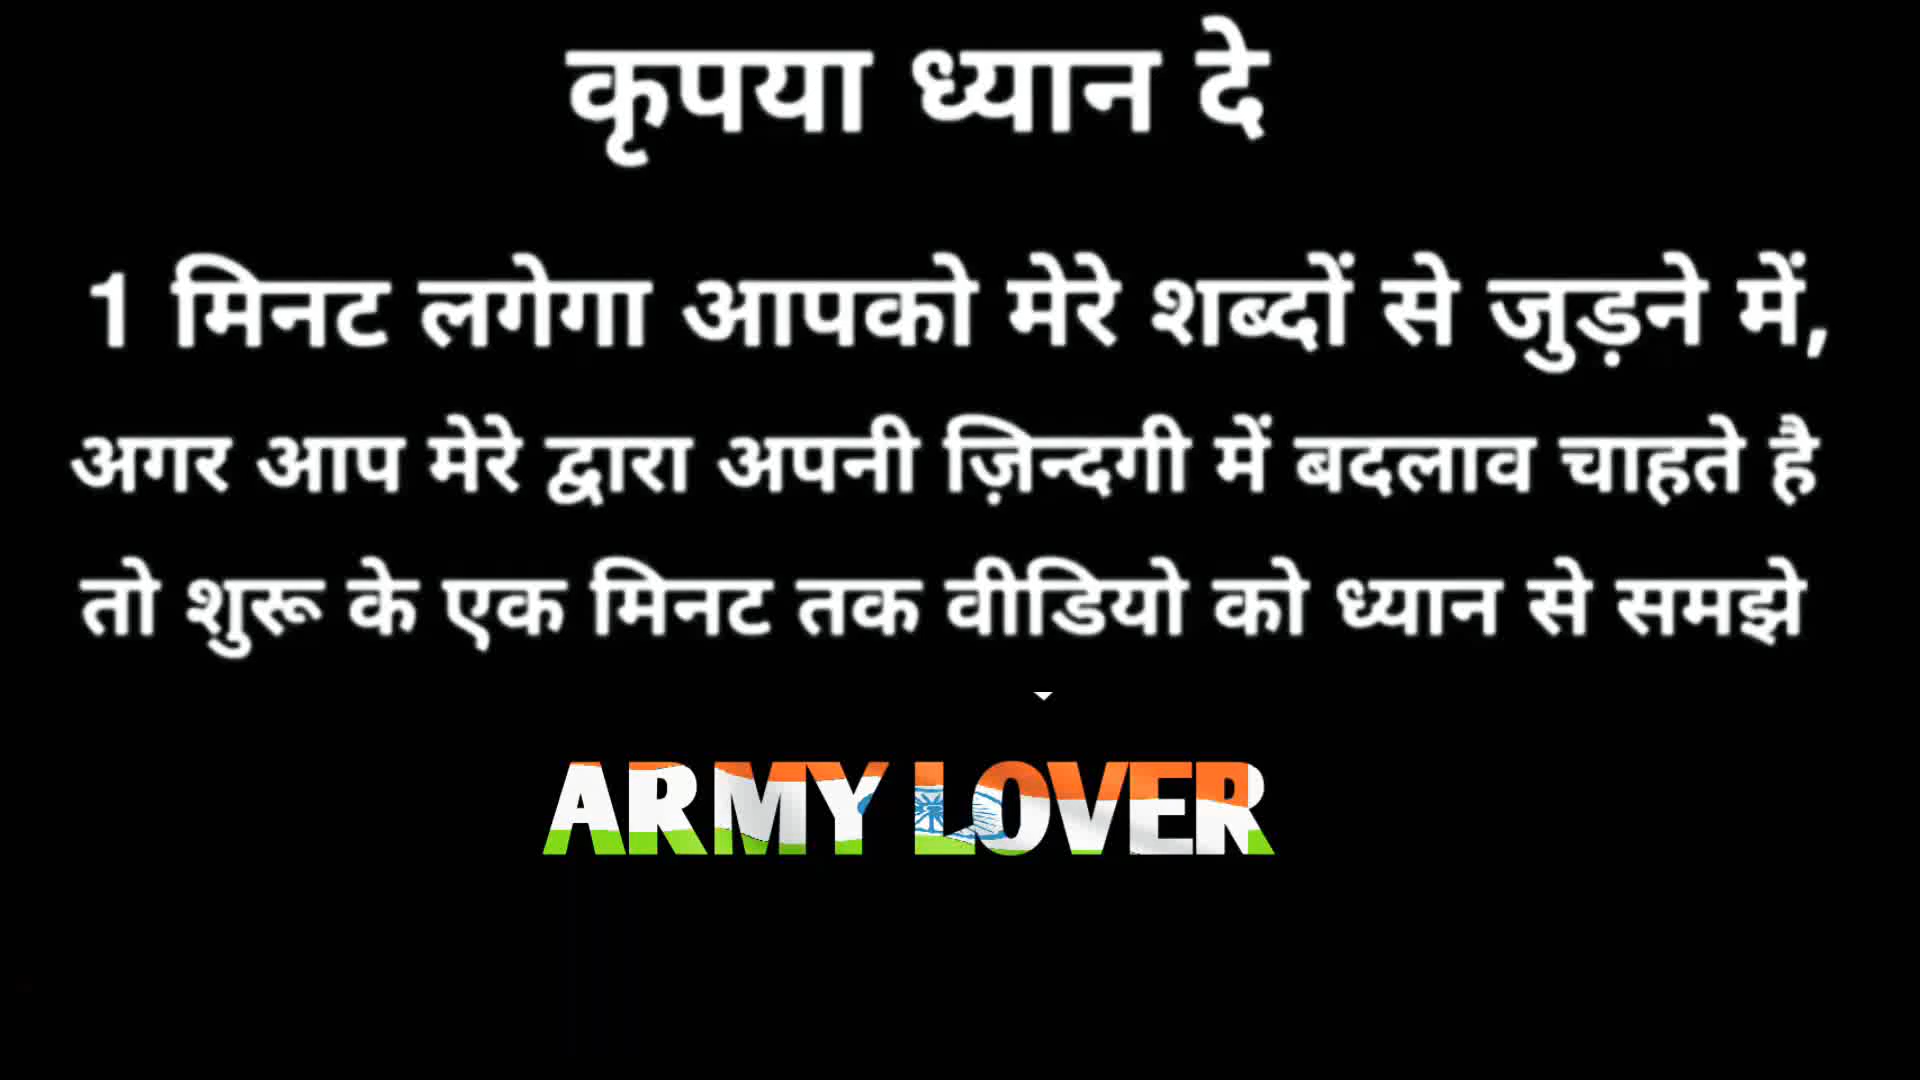 कृपया ध्यान दे
1 मिनट लगेगा आपको मेरे शब्दों से जुड़ने में,
अगर आप मेरे द्वारा अपनी ज़िन्दगी में बदलाव चाहते है
तो शुरू के एक मिनट तक वीडियो को ध्यान से समझे
ARMY LOVER